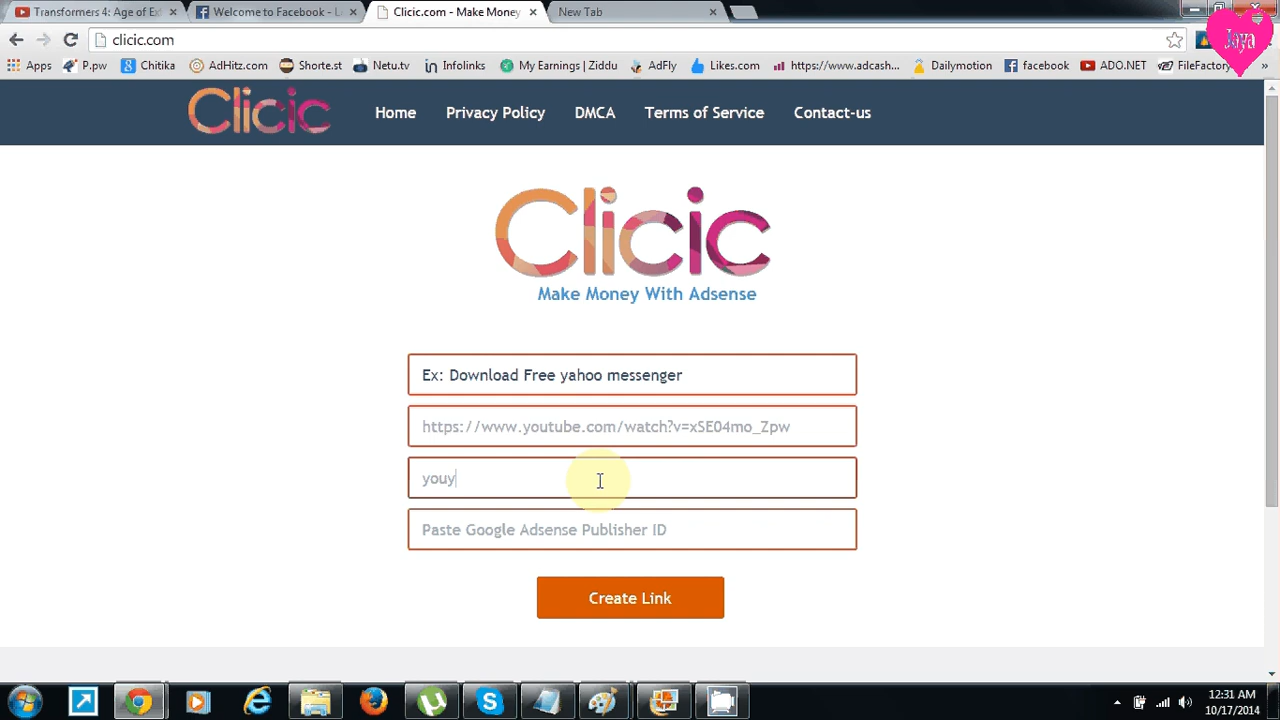 Transformers 4: Age of Ex
Welcome to Facebook - L
Clicic.com - Make Money
New Tab
clicic.com
Jaya
Apps P.pw Chitika AdHitz.com Shorte.st Netu.tv Infolinks My Earnings | Ziddu AdFly Likes.com https://www.adcash... Dailymotion facebook ADO.NET FileFactory »
Clicic Home Privacy Policy DMCA Terms of Service Contact-us
Clicic
Make Money With Adsense
Ex: Download Free yahoo messenger
https://www.youtube.com/watch?v=xSE04mo_Zpw
youy
Paste Google Adsense Publisher ID
Create Link
12:31 AM
10/17/2014